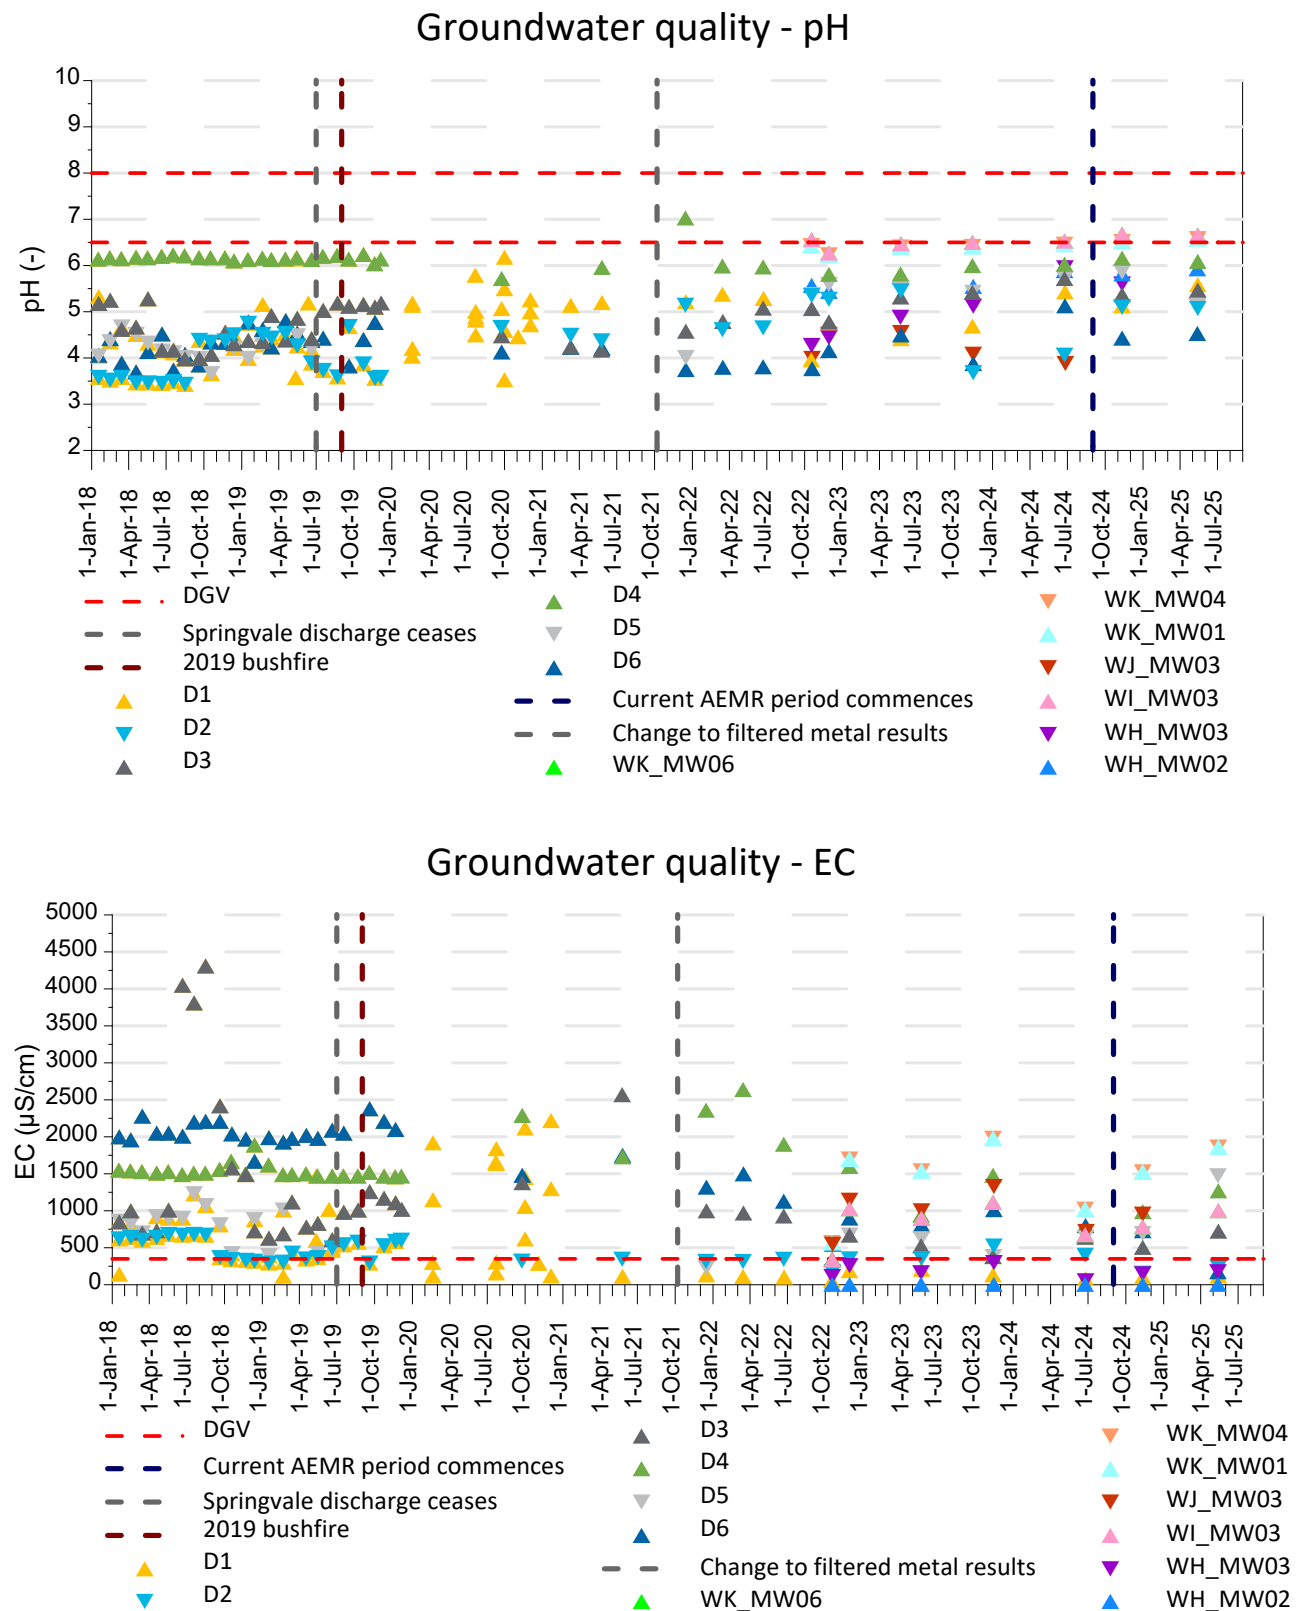 Groundwater quality - pH
10
9
8
7
6
5
4
3
2
pH (-)
1-Jan-18
1-Apr-18
1-Jul-18
1-Oct-18
1-Jan-19
1-Apr-19
1-Jul-19
1-Oct-19
1-Jan-20
1-Apr-20
1-Jul-20
1-Oct-20
1-Jan-21
1-Apr-21
1-Jul-21
1-Oct-21
1-Jan-22
1-Apr-22
1-Jul-22
1-Oct-22
1-Jan-23
1-Apr-23
1-Jul-23
1-Oct-23
1-Jan-24
1-Apr-24
1-Jul-24
1-Oct-24
1-Jan-25
1-Apr-25
1-Jul-25
DGV
Springvale discharge ceases
2019 bushfire
D1
D2
D3
D4
D5
D6
Current AEMR period commences
Change to filtered metal results
WK_MW06
WK_MW04
WK_MW01
WJ_MW03
WI_MW03
WH_MW03
WH_MW02
Groundwater quality - EC
5000
4500
4000
3500
3000
2500
2000
1500
1000
500
0
EC (µS/cm)
1-Jan-18
1-Apr-18
1-Jul-18
1-Oct-18
1-Jan-19
1-Apr-19
1-Jul-19
1-Oct-19
1-Jan-20
1-Apr-20
1-Jul-20
1-Oct-20
1-Jan-21
1-Apr-21
1-Jul-21
1-Oct-21
1-Jan-22
1-Apr-22
1-Jul-22
1-Oct-22
1-Jan-23
1-Apr-23
1-Jul-23
1-Oct-23
1-Jan-24
1-Apr-24
1-Jul-24
1-Oct-24
1-Jan-25
1-Apr-25
1-Jul-25
DGV
Current AEMR period commences
Springvale discharge ceases
2019 bushfire
D1
D2
D3
D4
D5
D6
Change to filtered metal results
WK_MW06
WK_MW04
WK_MW01
WJ_MW03
WI_MW03
WH_MW03
WH_MW02